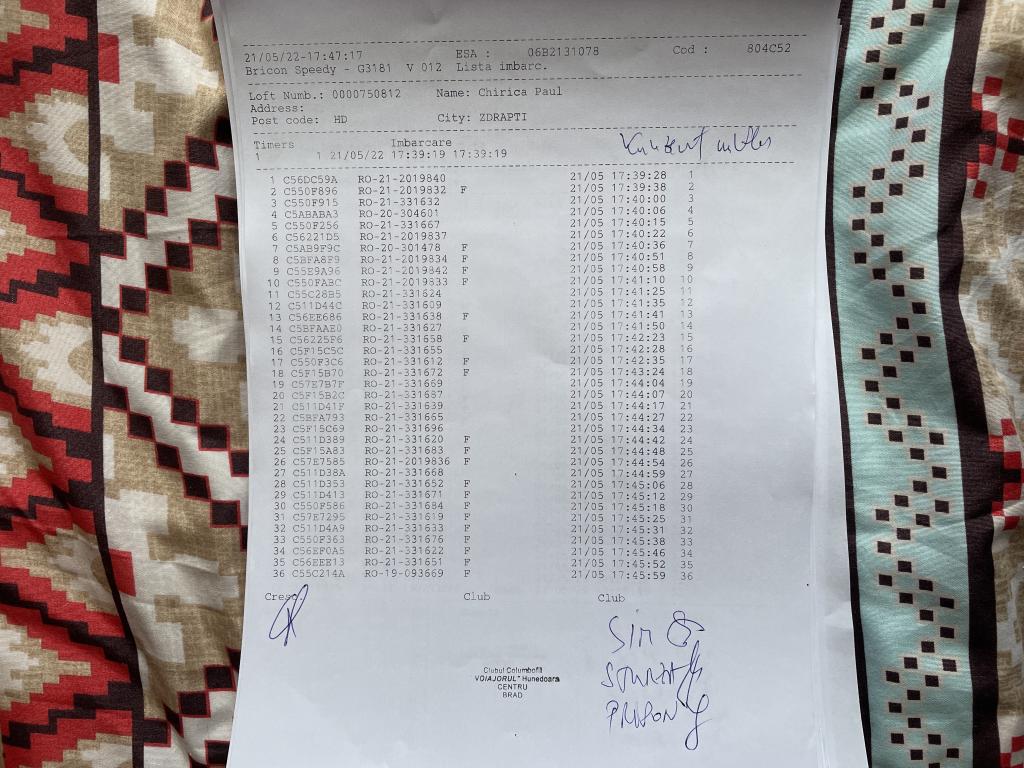 21/05/22-17:47:17 ESA : 06B2131078 Cod : 804C52
Bricon Speedy - G3181 V 012 Lista imbarc.
Loft Numb.: 0000750812 Name: Chirica Paul
Address:
Post code: HD City: ZDRAPTI
Timers Imbarcare
1 1 21/05/22 17:39:19 17:39:19
1 C56DC59A RO-21-2019840 21/05 17:39:28 1
2 C550F896 RO-21-2019832 F 21/05 17:39:38 2
3 C550F915 RO-21-331632 21/05 17:40:00 3
4 C5ABABA3 RO-20-304601 21/05 17:40:06 4
5 C550F256 RO-21-331667 21/05 17:40:15 5
6 C56221D5 RO-21-2019837 21/05 17:40:22 6
7 C5AB9F9C RO-20-301478 F 21/05 17:40:36 7
8 C5BFA8F9 RO-21-2019834 F 21/05 17:40:51 8
9 C55E9A96 RO-21-2019842 F 21/05 17:40:58 9
10 C550FABC RO-21-2019833 F 21/05 17:41:10 10
11 C55C28B5 RO-21-331624 21/05 17:41:25 11
12 C511D44C RO-21-331609 21/05 17:41:35 12
13 C56EE686 RO-21-331638 F 21/05 17:41:41 13
14 C5BFAAE0 RO-21-331627 21/05 17:41:50 14
15 C56225F6 RO-21-331658 F 21/05 17:42:23 15
16 C5F15C5C RO-21-331655 21/05 17:42:28 16
17 C550F3C6 RO-21-331612 F 21/05 17:42:35 17
18 C5F15B70 RO-21-331672 F 21/05 17:43:24 18
19 C57E7B7F RO-21-331669 21/05 17:44:04 19
20 C5F15B2C RO-21-331687 21/05 17:44:07 20
21 C511D41F RO-21-331639 21/05 17:44:17 21
22 C5BFA793 RO-21-331665 21/05 17:44:27 22
23 C5F15C69 RO-21-331696 21/05 17:44:34 23
24 C511D389 RO-21-331620 F 21/05 17:44:42 24
25 C5F15A83 RO-21-331683 F 21/05 17:44:48 25
26 C57E7585 RO-21-2019836 F 21/05 17:44:54 26
27 C511D38A RO-21-331668 21/05 17:44:59 27
28 C511D353 RO-21-331652 F 21/05 17:45:06 28
29 C511D413 RO-21-331671 F 21/05 17:45:12 29
30 C550F586 RO-21-331684 F 21/05 17:45:18 30
31 C57E7295 RO-21-331619 F 21/05 17:45:25 31
32 C511D4A9 RO-21-331633 F 21/05 17:45:31 32
33 C550F363 RO-21-331676 F 21/05 17:45:38 33
34 C56EF0A5 RO-21-331622 F 21/05 17:45:46 34
35 C56EEE13 RO-21-331651 F 21/05 17:45:52 35
36 C55C214A RO-19-093669 F 21/05 17:45:59 36
Cresc. Club Club
Clubul Columbofil
"VOIAJORUL" Hunedoara
CENTRU
BRAD